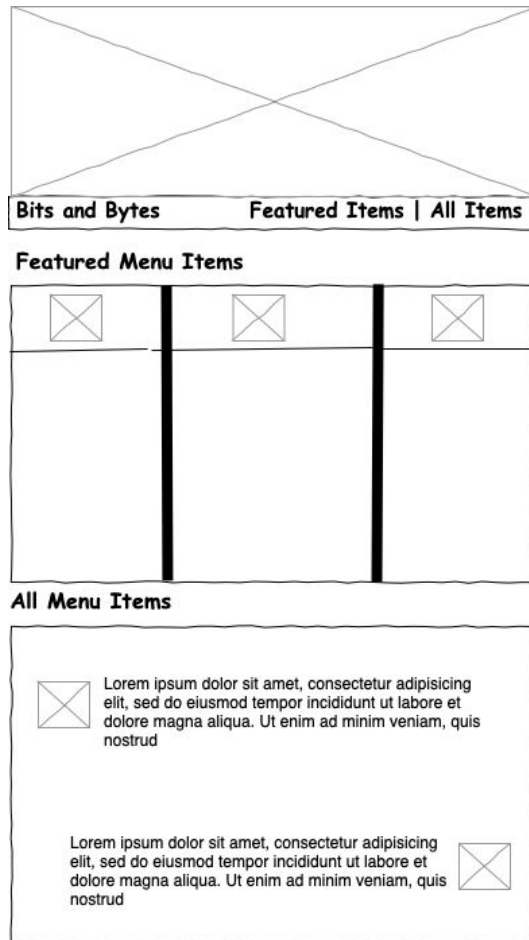 Bits and Bytes Featured Items | All Items
Featured Menu Items
All Menu Items
Lorem ipsum dolor sit amet, consectetur adipisicing
elit, sed do eiusmod tempor incididunt ut labore et
dolore magna aliqua. Ut enim ad minim veniam, quis
nostrud
Lorem ipsum dolor sit amet, consectetur adipisicing
elit, sed do eiusmod tempor incididunt ut labore et
dolore magna aliqua. Ut enim ad minim veniam, quis
nostrud